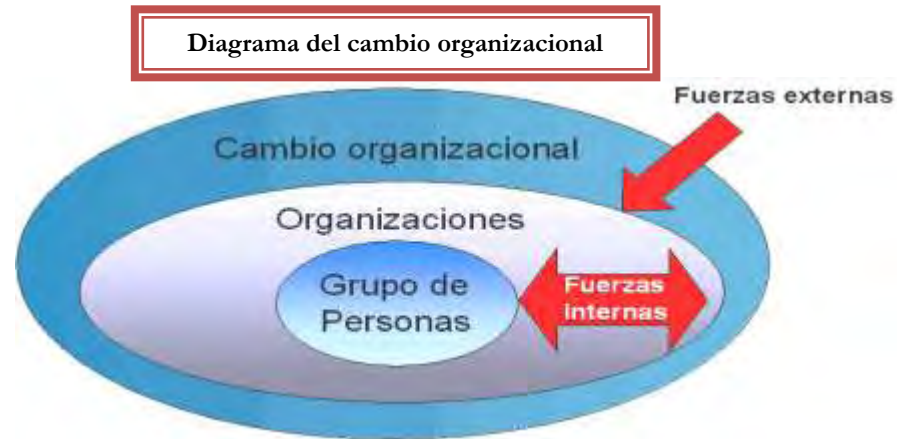 Diagrama del cambio organizacional
Fuerzas externas
Cambio organizacional
Organizaciones
Grupo de
Personas
Fuerzas
internas